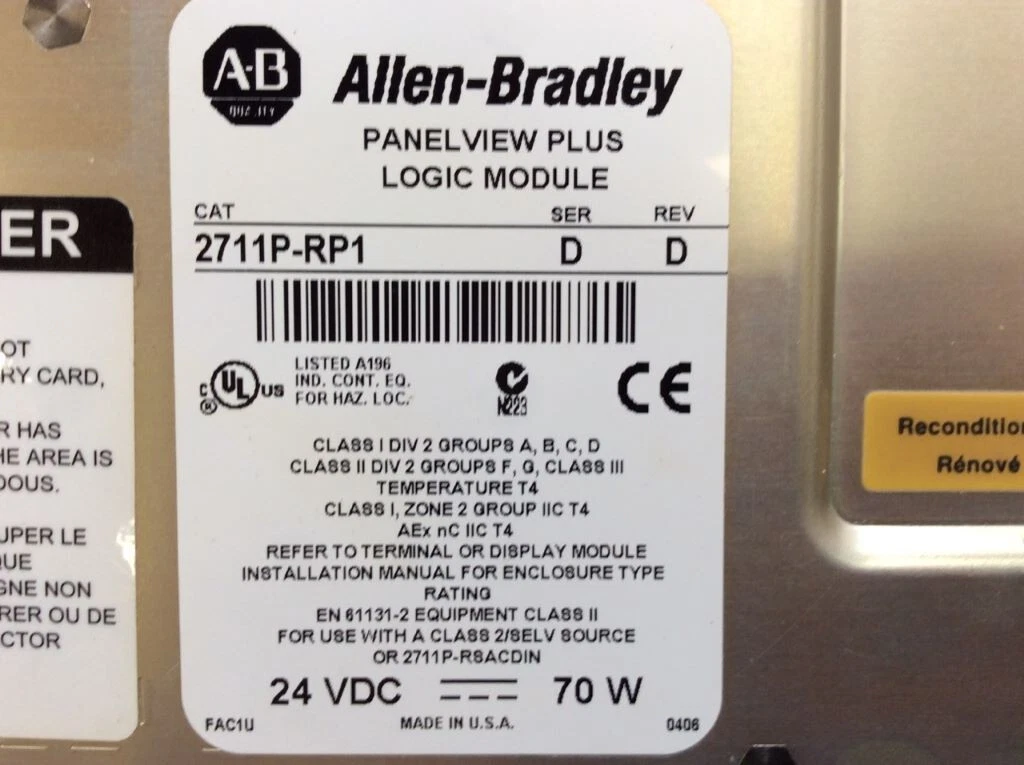 A-B
QUALITY
Allen-Bradley
PANELVIEW PLUS
LOGIC MODULE
CAT SER REV
2711P-RP1 D D
C UL US
LISTED A196
IND. CONT. EQ.
FOR HAZ. LOC.
N223
CE
CLASS I DIV 2 GROUPS A, B, C, D
CLASS II DIV 2 GROUPS F, G, CLASS III
TEMPERATURE T4
CLASS I, ZONE 2 GROUP IIC T4
AEx nC IIC T4
REFER TO TERMINAL OR DISPLAY MODULE
INSTALLATION MANUAL FOR ENCLOSURE TYPE
RATING
EN 61131-2 EQUIPMENT CLASS II
FOR USE WITH A CLASS 2/SELV SOURCE
OR 2711P-RSACDIN
24 VDC 70 W
FAC1U MADE IN U.S.A. 0406
ER
OT
RY CARD,
R HAS
HE AREA IS
DOUS.
UPER LE
QUE
GNE NON
RER OU DE
CTOR
Reconditio
Rénové